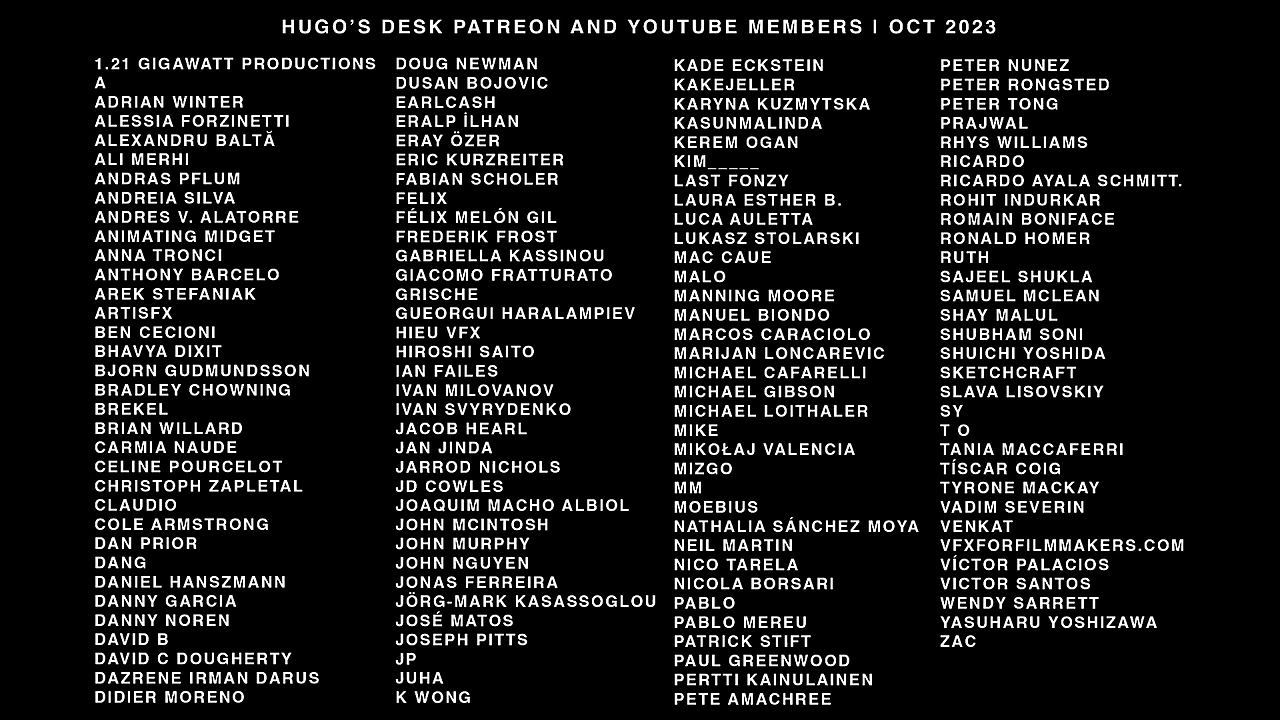 HUGO'S DESK PATREON AND YOUTUBE MEMBERS | OCT 2023
1.21 GIGAWATT PRODUCTIONS
A
ADRIAN WINTER
ALESSIA FORZINETTI
ALEXANDRU BALTĂ
ALI MERHI
ANDRAS PFLUM
ANDREIA SILVA
ANDRES V. ALATORRE
ANIMATING MIDGET
ANNA TRONCI
ANTHONY BARCELO
AREK STEFANIAK
ARTISFX
BEN CECIONI
BHAVYA DIXIT
BJORN GUDMUNDSSON
BRADLEY CHOWNING
BREKEL
BRIAN WILLARD
CARMIA NAUDE
CELINE POURCELOT
CHRISTOPH ZAPLETAL
CLAUDIO
COLE ARMSTRONG
DAN PRIOR
DANG
DANIEL HANSZMANN
DANNY GARCIA
DANNY NOREN
DAVID B
DAVID C DOUGHERTY
DAZRENE IRMAN DARUS
DIDIER MORENO
DOUG NEWMAN
DUSAN BOJOVIC
EARLCASH
ERALP İLHAN
ERAY ÖZER
ERIC KURZREITER
FABIAN SCHOLER
FELIX
FÉLIX MELÓN GIL
FREDERIK FROST
GABRIELLA KASSINOU
GIACOMO FRATTURATO
GRISCHE
GUEORGUI HARALAMPIEV
HIEU VFX
HIROSHI SAITO
IAN FAILES
IVAN MILOVANOV
IVAN SVYRYDENKO
JACOB HEARL
JAN JINDA
JARROD NICHOLS
JD COWLES
JOAQUIM MACHO ALBIOL
JOHN MCINTOSH
JOHN MURPHY
JOHN NGUYEN
JONAS FERREIRA
JÖRG-MARK KASASSOGLOU
JOSÉ MATOS
JOSEPH PITTS
JP
JUHA
K WONG
KADE ECKSTEIN
KAKEJELLER
KARYNA KUZMYTSKA
KASUNMALINDA
KEREM OGAN
KIM_____
LAST FONZY
LAURA ESTHER B.
LUCA AULETTA
LUKASZ STOLARSKI
MAC CAUE
MALO
MANNING MOORE
MANUEL BIONDO
MARCOS CARACIOLO
MARIJAN LONCAREVIC
MICHAEL CAFARELLI
MICHAEL GIBSON
MICHAEL LOITHALER
MIKE
MIKOŁAJ VALENCIA
MIZGO
MM
MOEBIUS
NATHALIA SÁNCHEZ MOYA
NEIL MARTIN
NICO TARELA
NICOLA BORSARI
PABLO
PABLO MEREU
PATRICK STIFT
PAUL GREENWOOD
PERTTI KAINULAINEN
PETE AMACHREE
PETER NUNEZ
PETER RONGSTED
PETER TONG
PRAJWAL
RHYS WILLIAMS
RICARDO
RICARDO AYALA SCHMITT.
ROHIT INDURKAR
ROMAIN BONIFACE
RONALD HOMER
RUTH
SAJEEL SHUKLA
SAMUEL MCLEAN
SHAY MALUL
SHUBHAM SONI
SHUICHI YOSHIDA
SKETCHCRAFT
SLAVA LISOVSKIY
SY
T O
TANIA MACCAFERRI
TÍSCAR COIG
TYRONE MACKAY
VADIM SEVERIN
VENKAT
VFXFORFILMMAKERS.COM
VÍCTOR PALACIOS
VICTOR SANTOS
WENDY SARRETT
YASUHARU YOSHIZAWA
ZAC